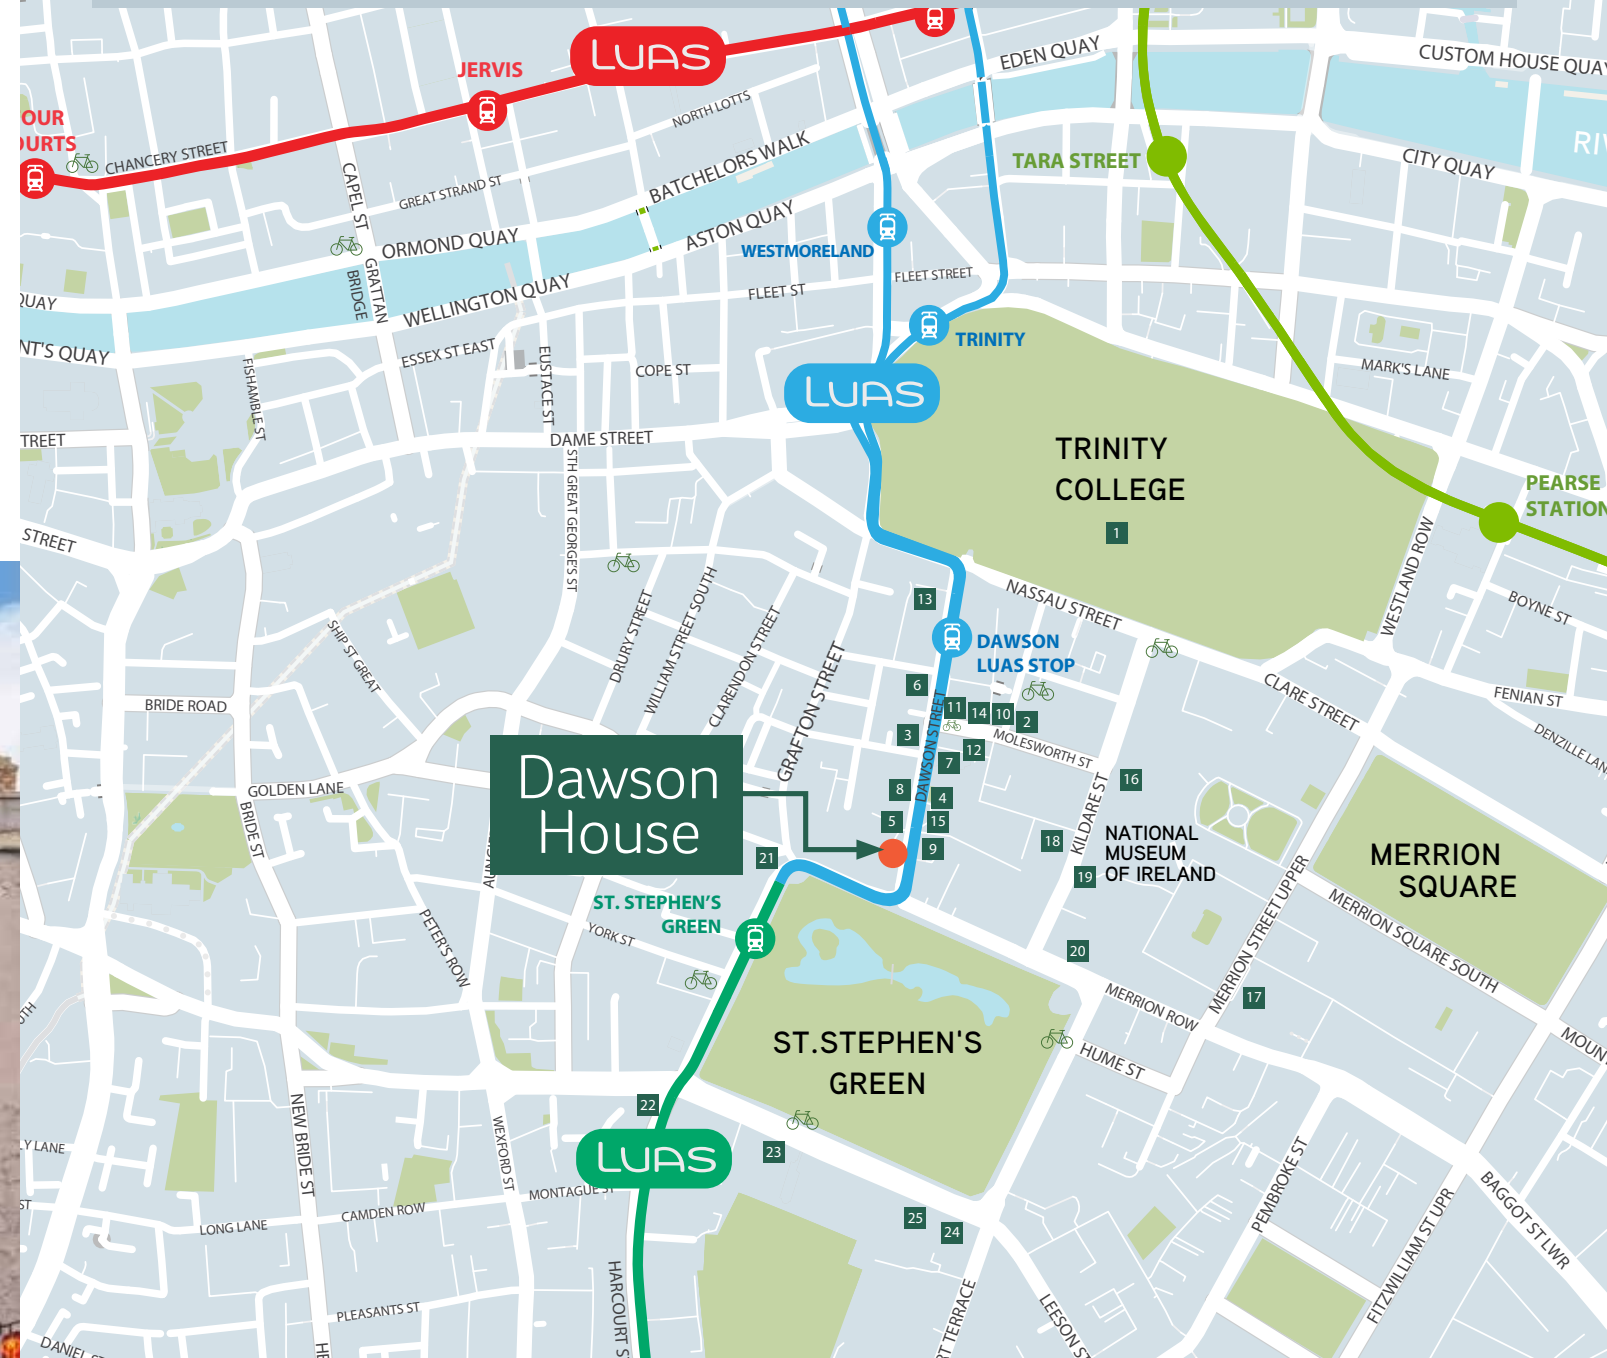 LUAS
JERVIS
EDEN QUAY
CUSTOM HOUSE QUAY
NORTH LOTTS
OUR
OURTS
CHANCERY STREET
CAPEL ST
GREAT STRAND ST
BATCHELORS WALK
TARA STREET
CITY QUAY
RIV
ORMOND QUAY
ASTON QUAY
WESTMORELAND
GRATTAN
BRIDGE
QUAY
WELLINGTON QUAY
FLEET ST
FLEET STREET
TRINITY
NT'S QUAY
ESSEX ST EAST
EUSTACE ST
COPE ST
FISHAMBLE ST
LUAS
MARK'S LANE
TREET
DAME STREET
TRINITY
COLLEGE
1
PEARSE
STATION
STREET
STH GREAT GEORGE'S ST
WESTLAND ROW
NASSAU STREET
13
BOYNE ST
SHIP ST GREAT
DRURY STREET
WILLIAM STREET SOUTH
CLARENDON STREET
GRAFTON STREET
DAWSON
LUAS STOP
BRIDE ROAD
6
11
14
10
2
CLARE STREET
FENIAN ST
DENZILLE LAN
3
DAWSON STREET
MOLESWORTH ST
12
7
Dawson
House
GOLDEN LANE
BRIDE ST
8
4
16
KILDARE ST
5
15
18
NATIONAL
MUSEUM
OF IRELAND
9
21
19
MERRION
SQUARE
AUNG
ST. STEPHEN'S
GREEN
YORK ST
PETER'S ROW
MERRION STREET UPPER
MERRION SQUARE SOUTH
20
MERRION ROW
17
ST.STEPHEN'S
GREEN
HUME ST
MOUN
22
LUAS
23
NEW BRIDE ST
WEXFORD ST
MONTAGUE ST
Y LANE
ST
LONG LANE
CAMDEN ROW
25
24
PEMBROKE ST
BAGGOT ST LWR
FITZWILLIAM ST UPR
HARCOURT S
PLEASANTS ST
RT TERRACE
LEESON S
DANIEL S
HE